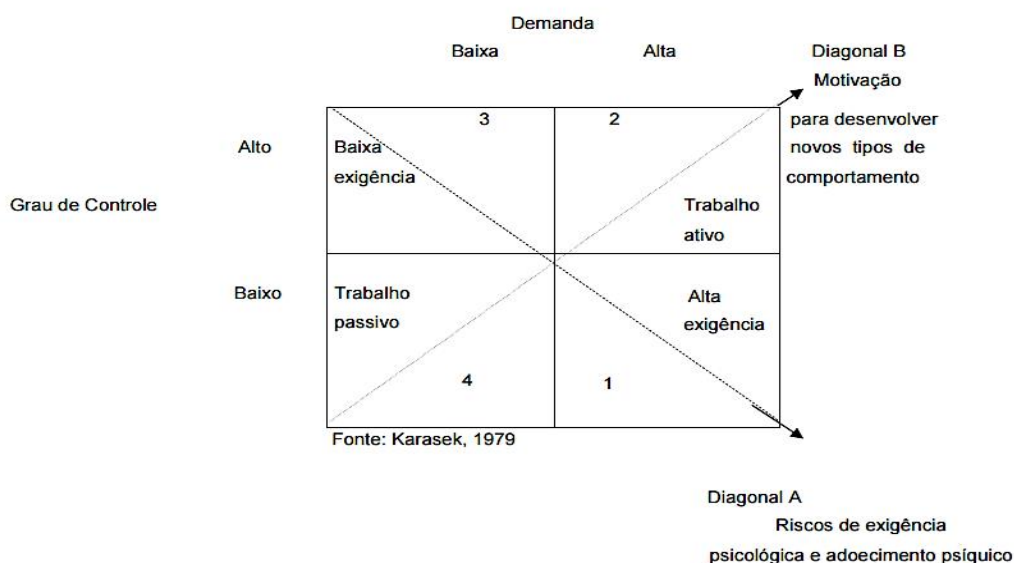 Demanda
Baixa Alta Diagonal B
Motivação
3 2 para desenvolver
Alto Baixa novos tipos de
exigência comportamento
Grau de Controle Trabalho
ativo
Baixo Trabalho Alta
passivo exigência
4 1
Fonte: Karasek, 1979
Diagonal A
Riscos de exigência
psicológica e adoecimento psíquico